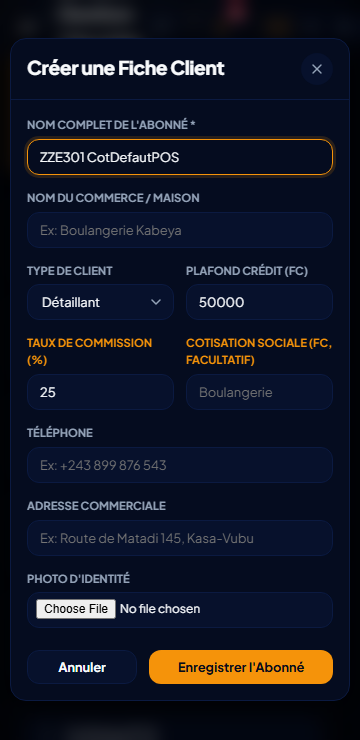 Créer une Fiche Client
NOM COMPLET DE L'ABONNÉ *
ZZE301 CotDefautPOS
NOM DU COMMERCE / MAISON
Ex: Boulangerie Kabeya
TYPE DE CLIENT
PLAFOND CRÉDIT (FC)
Détaillant
50000
TAUX DE COMMISSION
(%)
COTISATION SOCIALE (FC,
FACULTATIF)
25
Boulangerie
TÉLÉPHONE
Ex: +243 899 876 543
ADRESSE COMMERCIALE
Ex: Route de Matadi 145, Kasa-Vubu
PHOTO D'IDENTITÉ
Choose File No file chosen
Annuler
Enregistrer l'Abonné